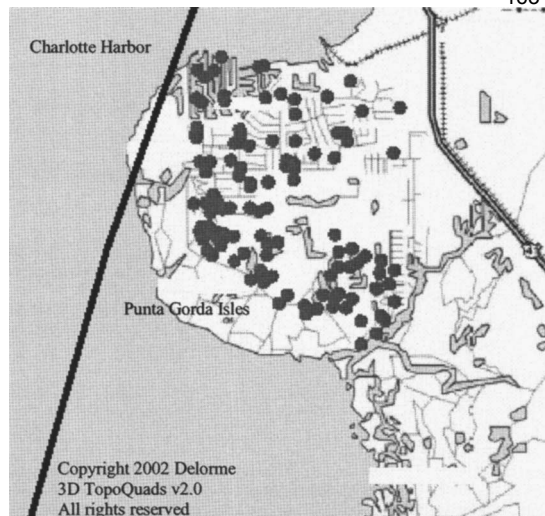 Charlotte Harbor
Punta Gorda Isles
Copyright 2002 Delorme
3D TopoQuads v2.0
All rights reserved